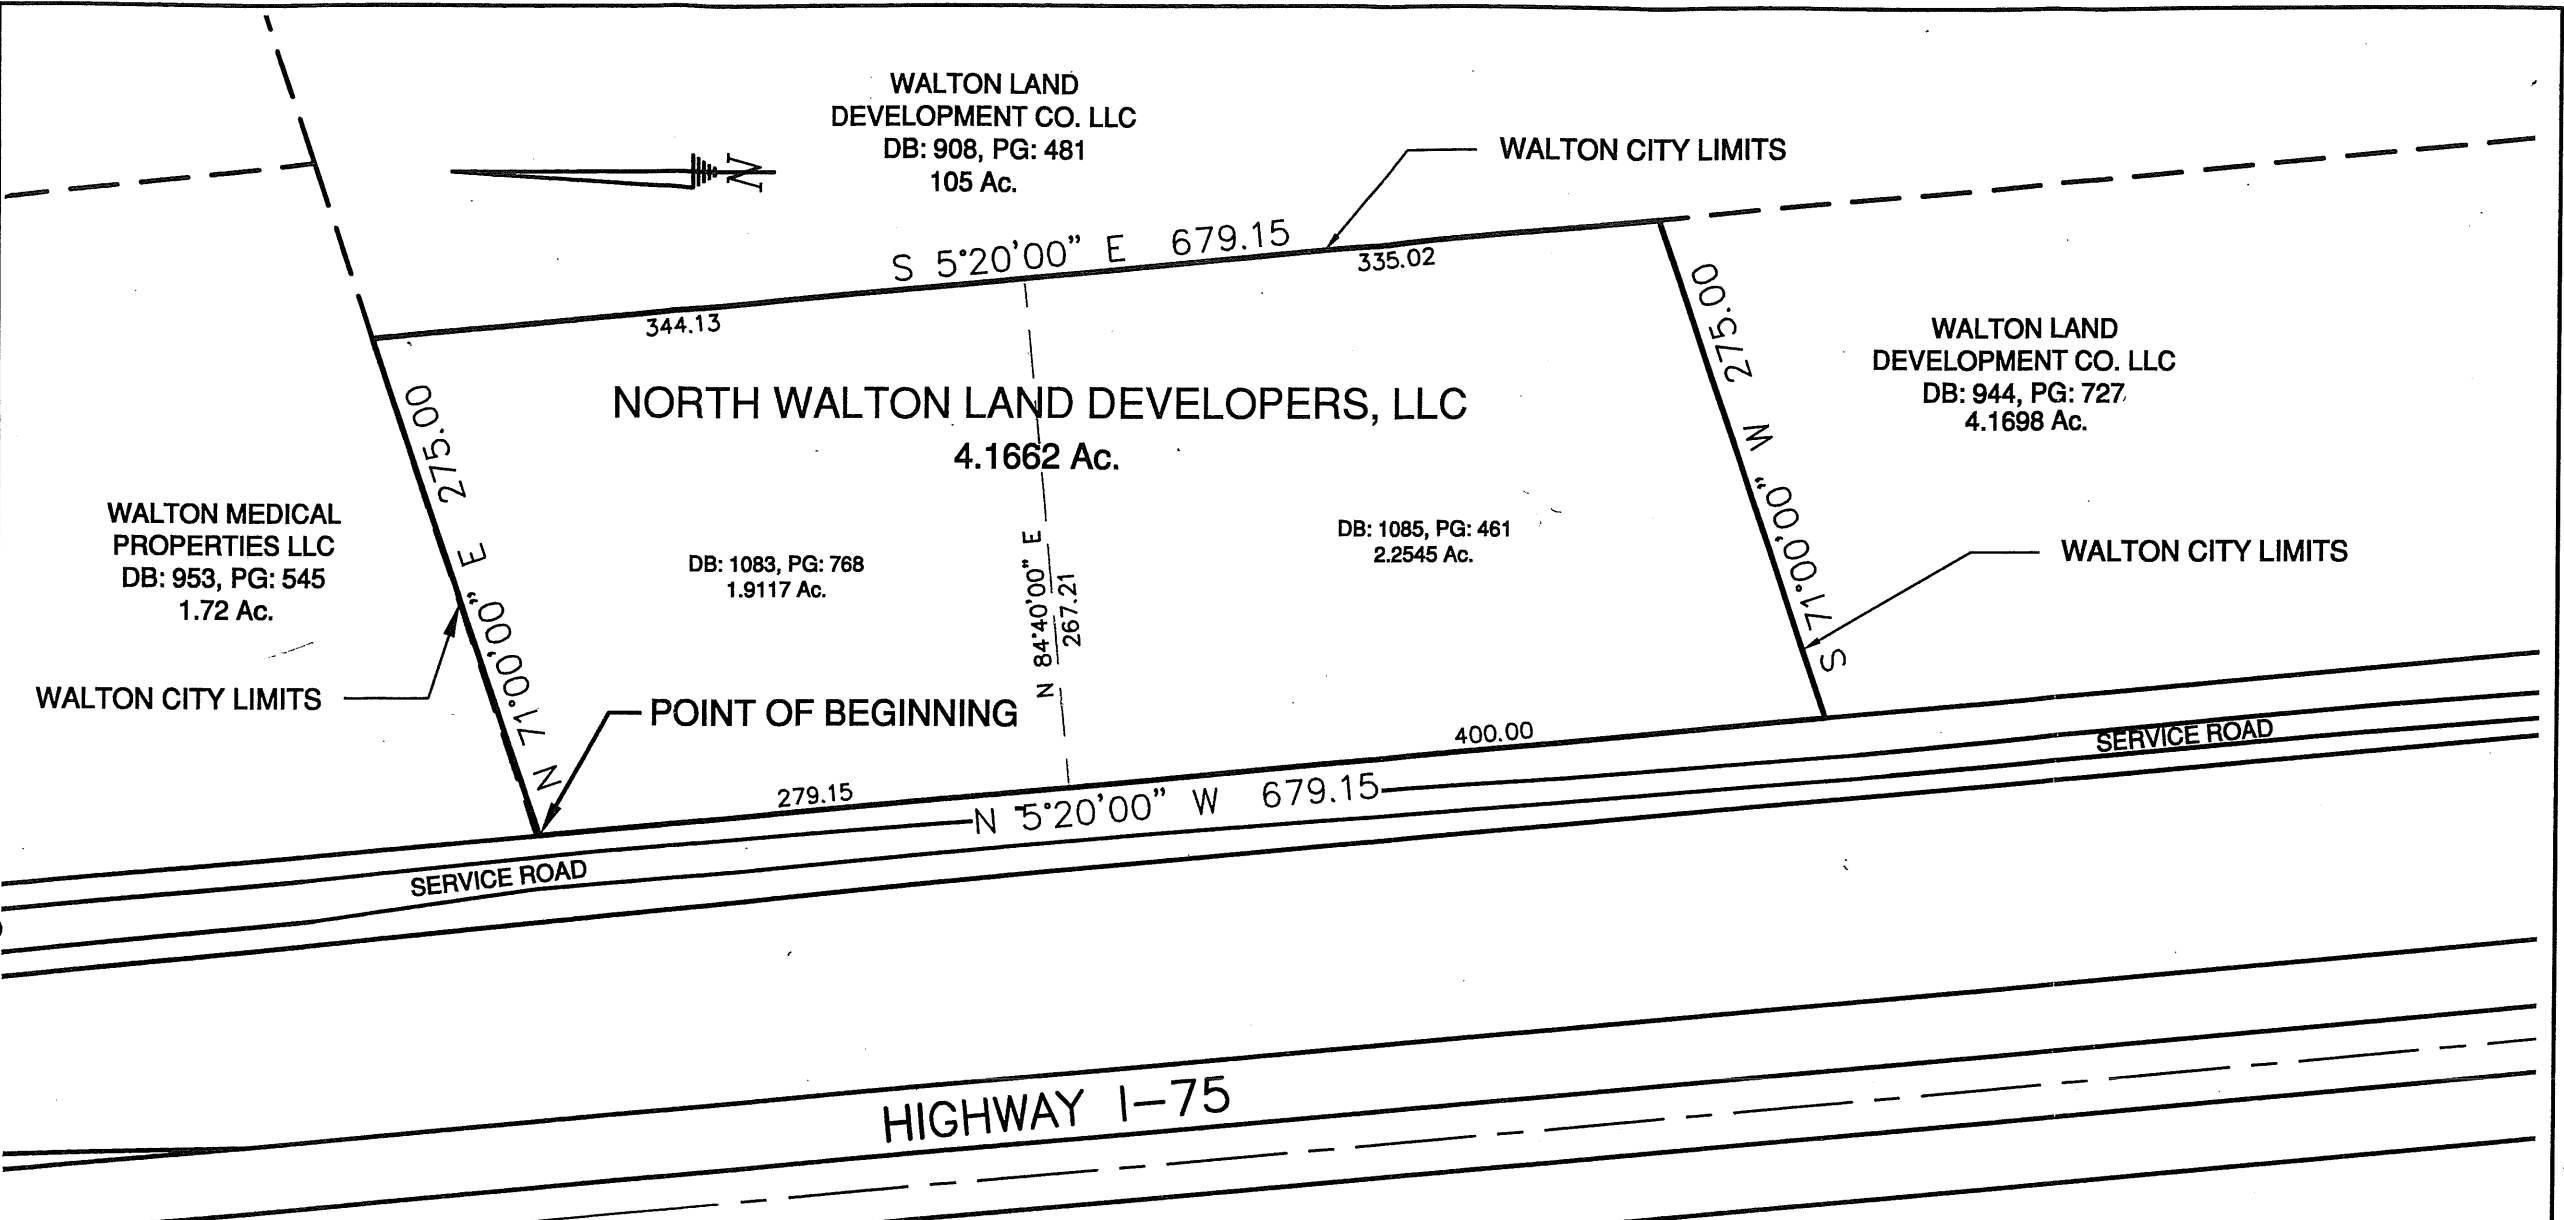 WALTON LAND
DEVELOPMENT CO. LLC
DB: 908, PG: 481
105 Ac.
N
WALTON CITY LIMITS
S 5°20'00" E 679.15
335.02
344.13
NORTH WALTON LAND DEVELOPERS, LLC
4.1662 Ac.
N 71°00'00" E 275.00
S 71°00'00" W 275.00
WALTON LAND
DEVELOPMENT CO. LLC
DB: 944, PG: 727
4.1698 Ac.
WALTON MEDICAL
PROPERTIES LLC
DB: 953, PG: 545
1.72 Ac.
DB: 1083, PG: 768
1.9117 Ac.
N 84°40'00" E
267.21
DB: 1085, PG: 461
2.2545 Ac.
WALTON CITY LIMITS
WALTON CITY LIMITS
POINT OF BEGINNING
279.15
400.00
N 5°20'00" W 679.15
SERVICE ROAD
SERVICE ROAD
HIGHWAY I-75